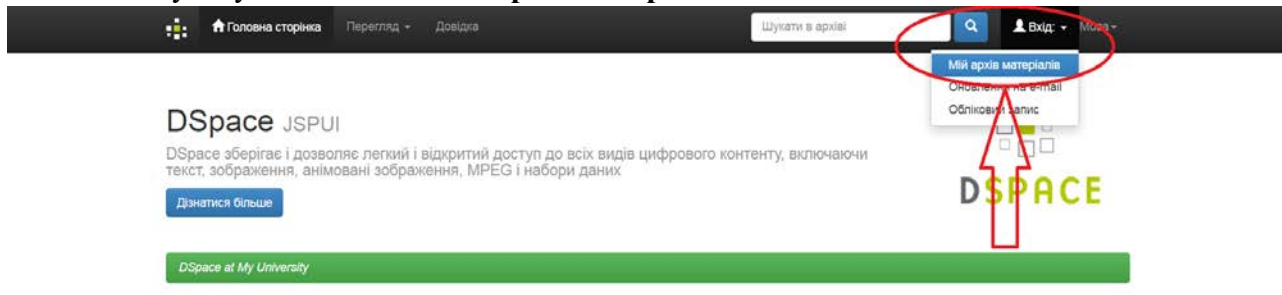 Головна сторінка Перегляд Довідка Шукати в архіві Вхід: Мова
Мій архів матеріалів
Оновлення на e-mail
Обліковий запис
DSpace JSPUI
DSpace зберігає і дозволяє легкий і відкритий доступ до всіх видів цифрового контенту, включаючи
текст, зображення, анімовані зображення, MPEG і набори даних
DSPACE
Дізнатися більше
DSpace at My University